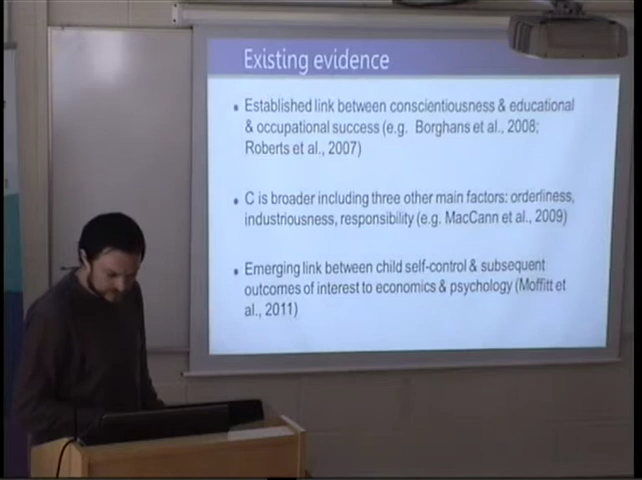 Existing evidence
• Established link between conscientiousness & educational
& occupational success (e.g. Borghans et al., 2008;
Roberts et al., 2007)
• C is broader including three other main factors: orderliness,
industriousness, responsibility (e.g. MacCann et al., 2009)
• Emerging link between child self-control & subsequent
outcomes of interest to economics & psychology (Moffitt et
al., 2011)